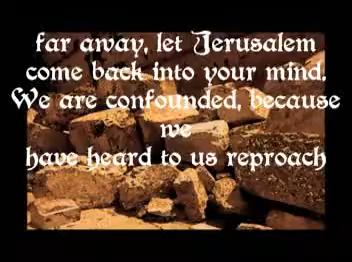 far away, let Jerusalem
come back into your mind.
We are confounded, because
we
have heard to us reproach